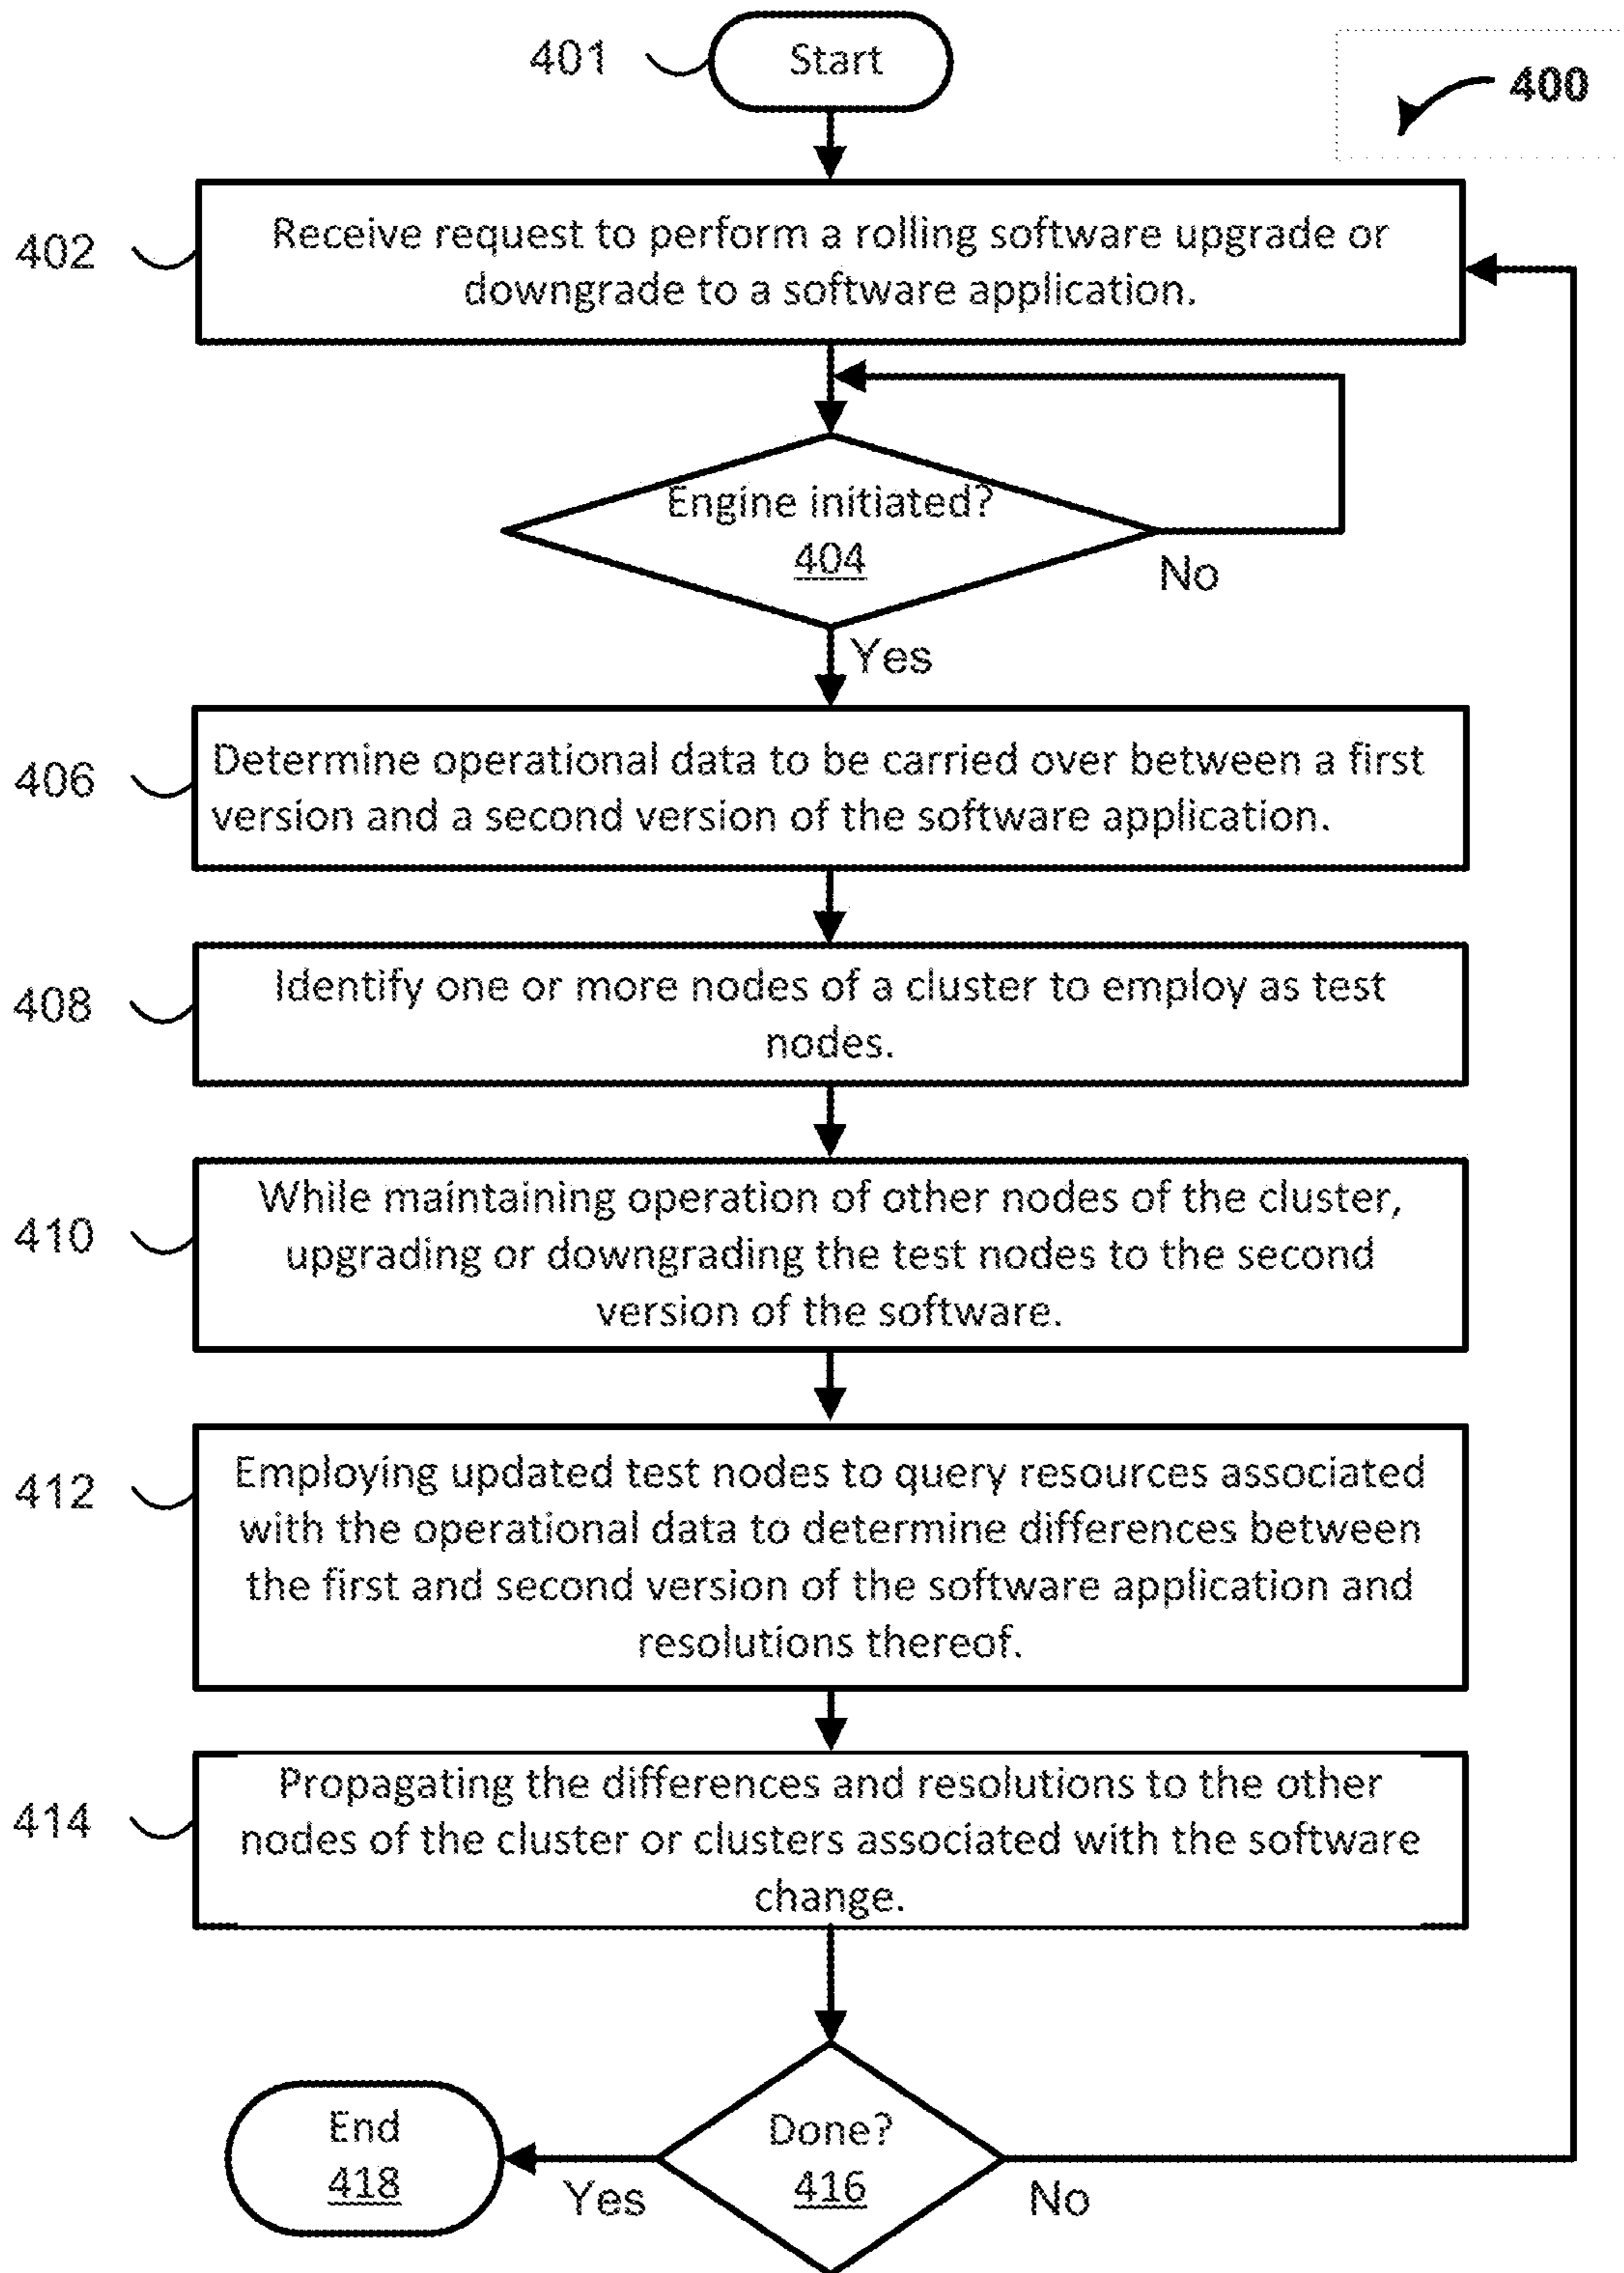 401
Start
400
402
Receive request to perform a rolling software upgrade or
downgrade to a software application.
Engine initiated?
404
No
Yes
406
Determine operational data to be carried over between a first
version and a second version of the software application.
408
Identify one or more nodes of a cluster to employ as test
nodes.
410
While maintaining operation of other nodes of the cluster,
upgrading or downgrading the test nodes to the second
version of the software.
412
Employing updated test nodes to query resources associated
with the operational data to determine differences between
the first and second version of the software application and
resolutions thereof.
414
Propagating the differences and resolutions to the other
nodes of the cluster or clusters associated with the software
change.
End
418
Yes
Done?
416
No